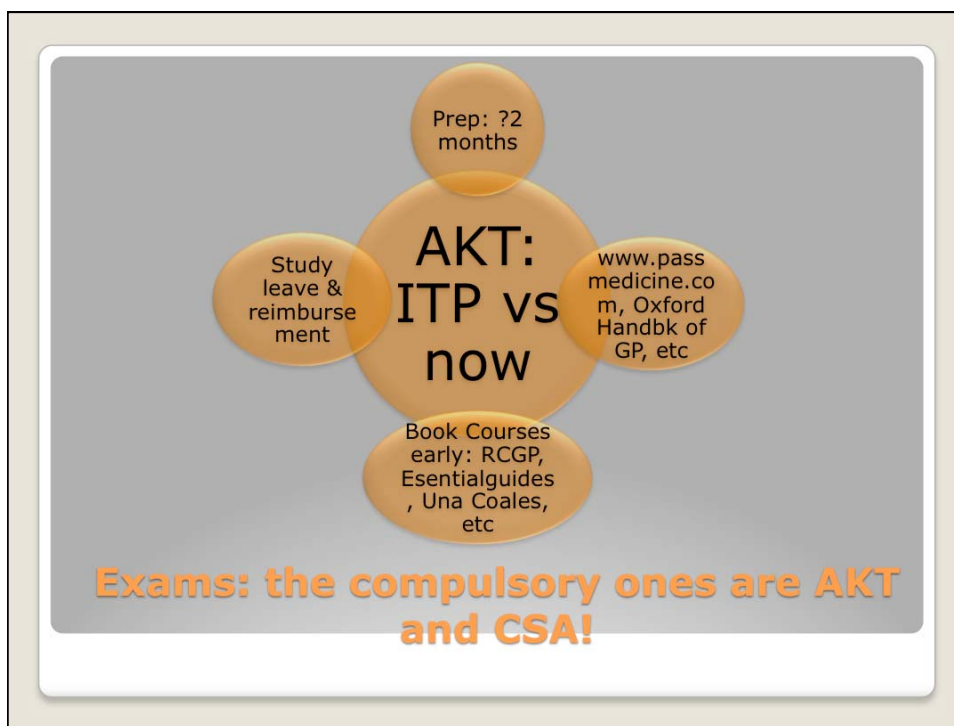 Prep: ?2
months
AKT:
ITP vs
now
Study
leave &
reimburse
ment
www.pass
medicine.co
m, Oxford
Handbk of
GP, etc
Book Courses
early: RCGP,
Esentialguides
, Una Coales,
etc
Exams: the compulsory ones are AKT
and CSA!